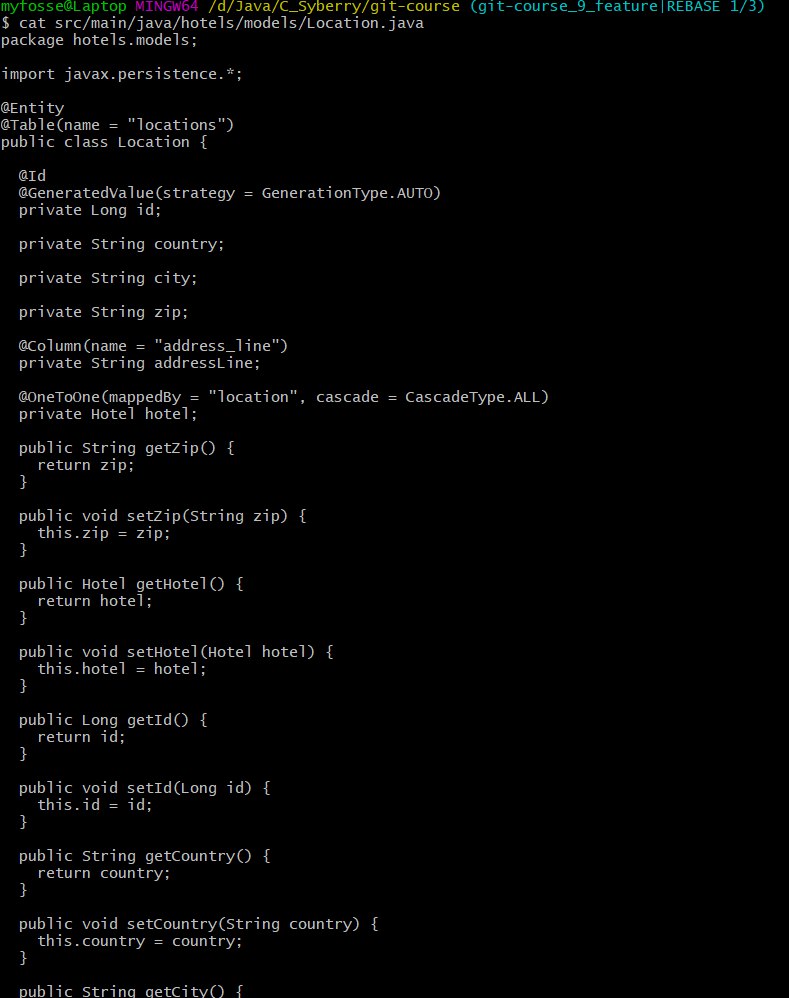 myfosse@Laptop MINGW64 /d/Java/C_Syberry/git-course (git-course_9_feature|REBASE 1/3)
$ cat src/main/java/hotels/models/Location.java
package hotels.models;

import javax.persistence.*;

@Entity
@Table(name = "locations")
public class Location {

  @Id
  @GeneratedValue(strategy = GenerationType.AUTO)
  private Long id;

  private String country;

  private String city;

  private String zip;

  @Column(name = "address_line")
  private String addressLine;

  @OneToOne(mappedBy = "location", cascade = CascadeType.ALL)
  private Hotel hotel;

  public String getZip() {
    return zip;
  }

  public void setZip(String zip) {
    this.zip = zip;
  }

  public Hotel getHotel() {
    return hotel;
  }

  public void setHotel(Hotel hotel) {
    this.hotel = hotel;
  }

  public Long getId() {
    return id;
  }

  public void setId(Long id) {
    this.id = id;
  }

  public String getCountry() {
    return country;
  }

  public void setCountry(String country) {
    this.country = country;
  }

  public String getCity() {